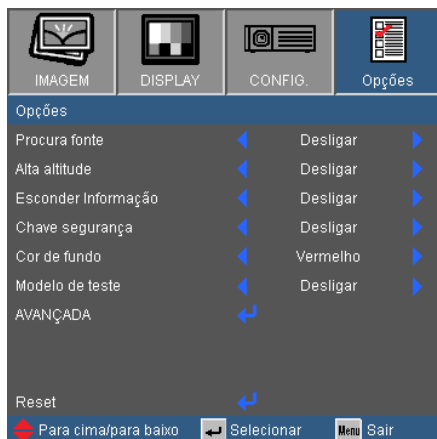 IMAGEM DISPLAY CONFIG. Opções
Opções
Procura fonte Desligar
Alta altitude Desligar
Esconder Informação Desligar
Chave segurança Desligar
Cor de fundo Vermelho
Modelo de teste Desligar
AVANÇADA
Reset
Para cima/para baixo Selecionar Menu Sair